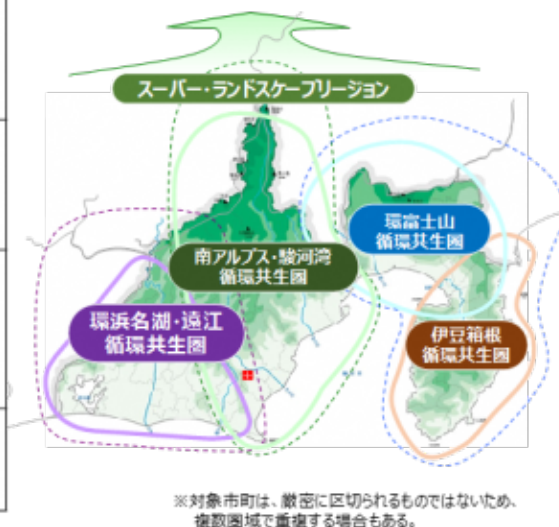 スーパー・ランドスケープリージョン
環富士山
循環共生圏
南アルプス・駿河湾
循環共生圏
環浜名湖・遠江
循環共生圏
伊豆箱根
循環共生圏
※対象市町は、厳密に区切られるものではないため、
複数圏域で重複する場合もある。